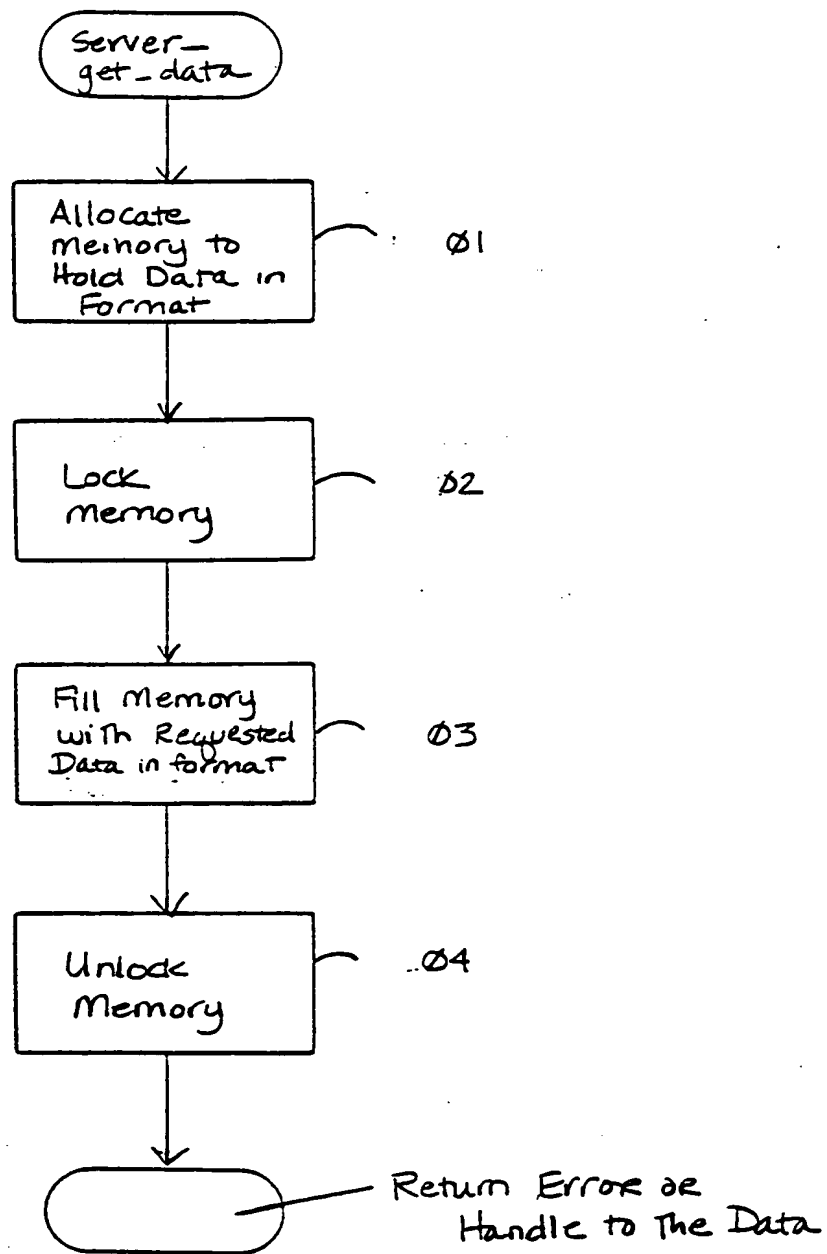 Server_
get_data
Allocate
Memory to
Hold Data in
Format
Ø1
Lock
Memory
Ø2
Fill Memory
with Requested
Data in format
Ø3
Unlock
Memory
Ø4
Return Error or
Handle to The Data